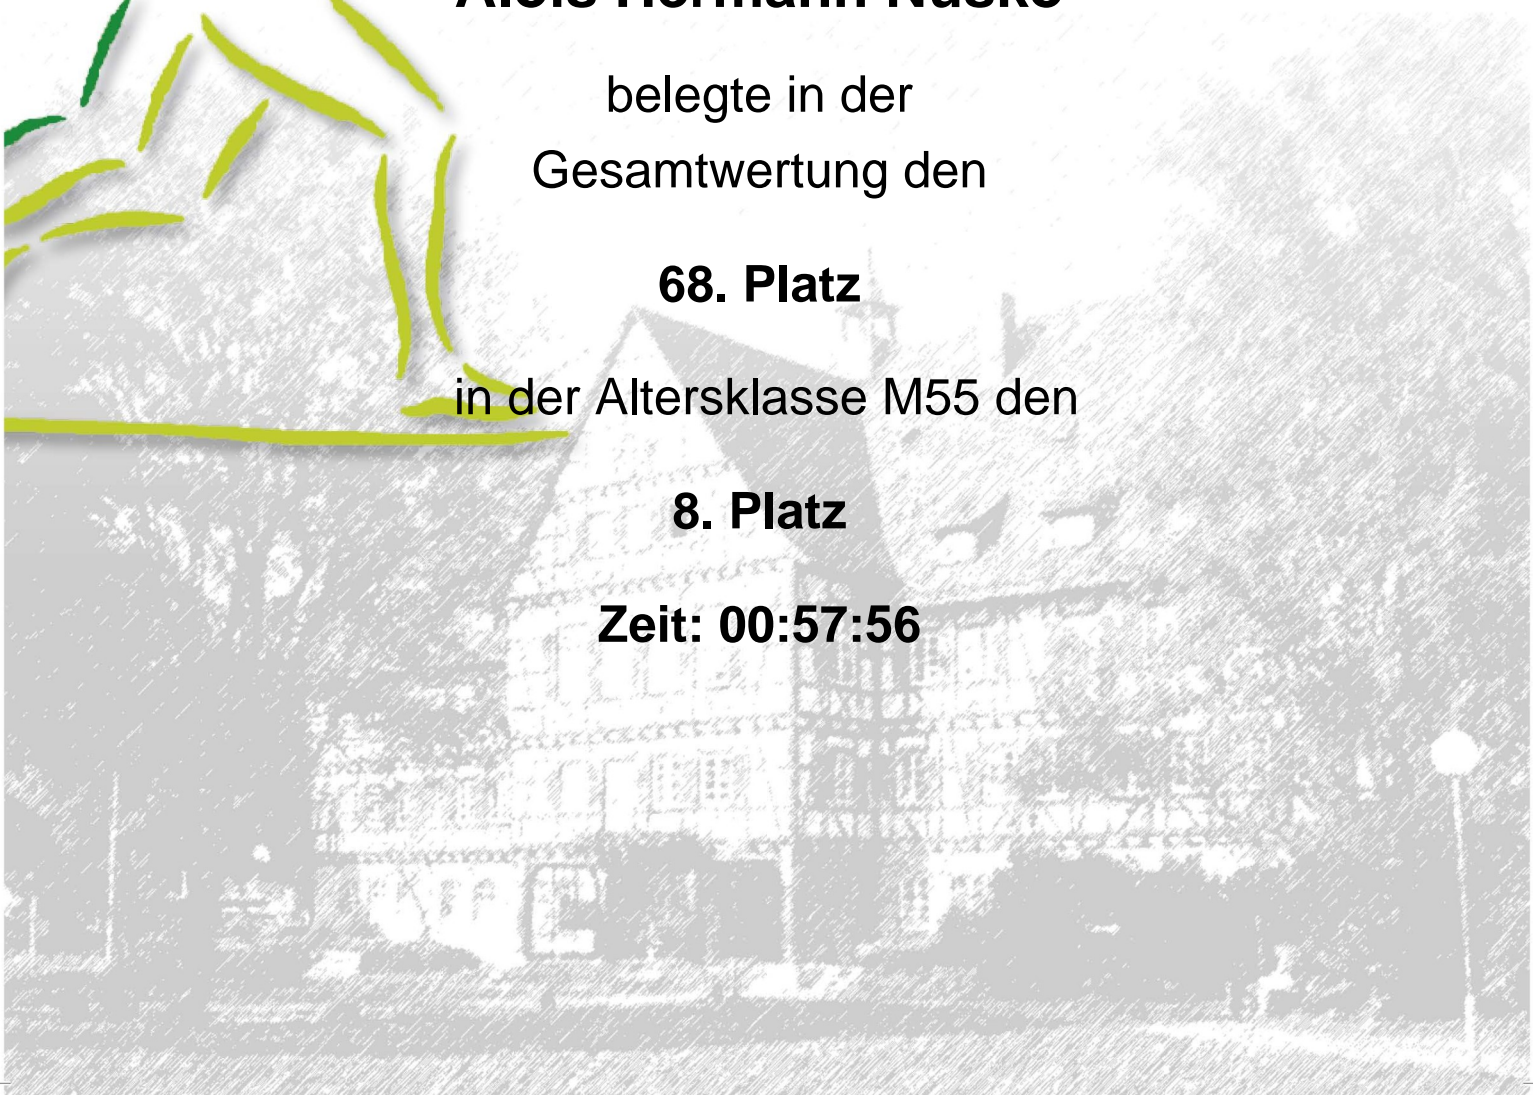 belegte in der
Gesamtwertung den
68. Platz
in der Altersklasse M55 den
8. Platz
Zeit: 00:57:56